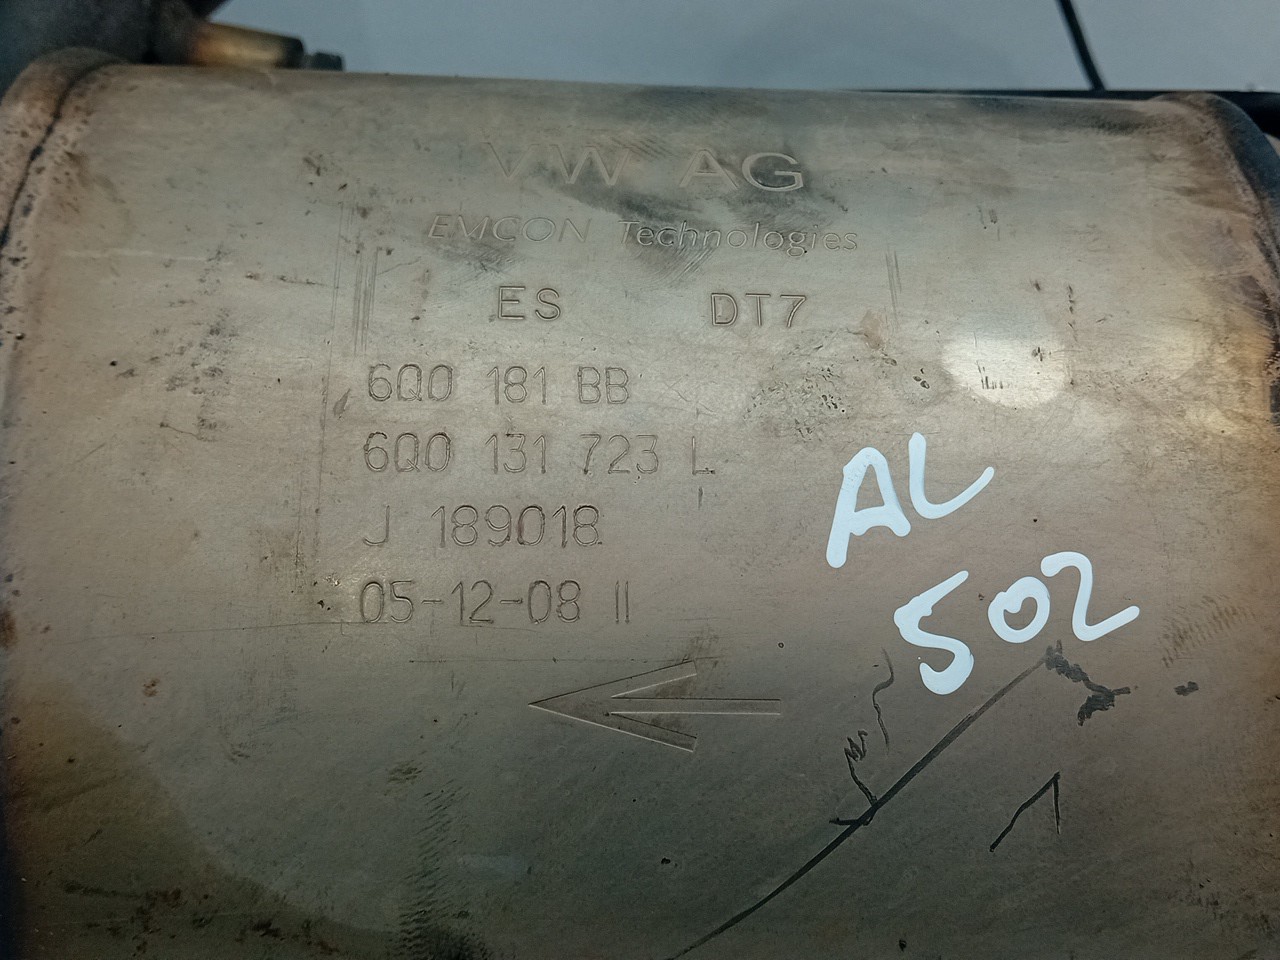 VW AG
EMCON Technologies
ES DT7
6Q0 181 BB
6Q0 131 723 L
J 189018
05-12-08 II
AL
502
1